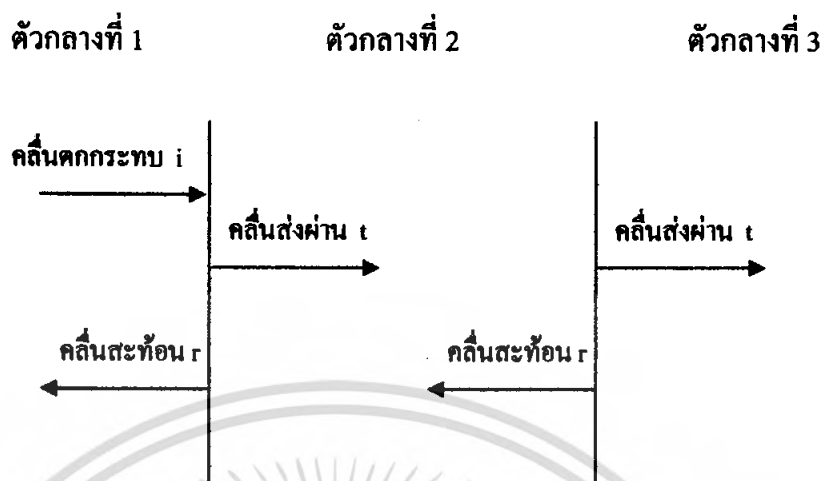 ตัวกลางที่ 1 ตัวกลางที่ 2 ตัวกลางที่ 3
คลื่นตกกระทบ i
คลื่นส่งผ่าน t คลื่นส่งผ่าน t
คลื่นสะท้อน r คลื่นสะท้อน r